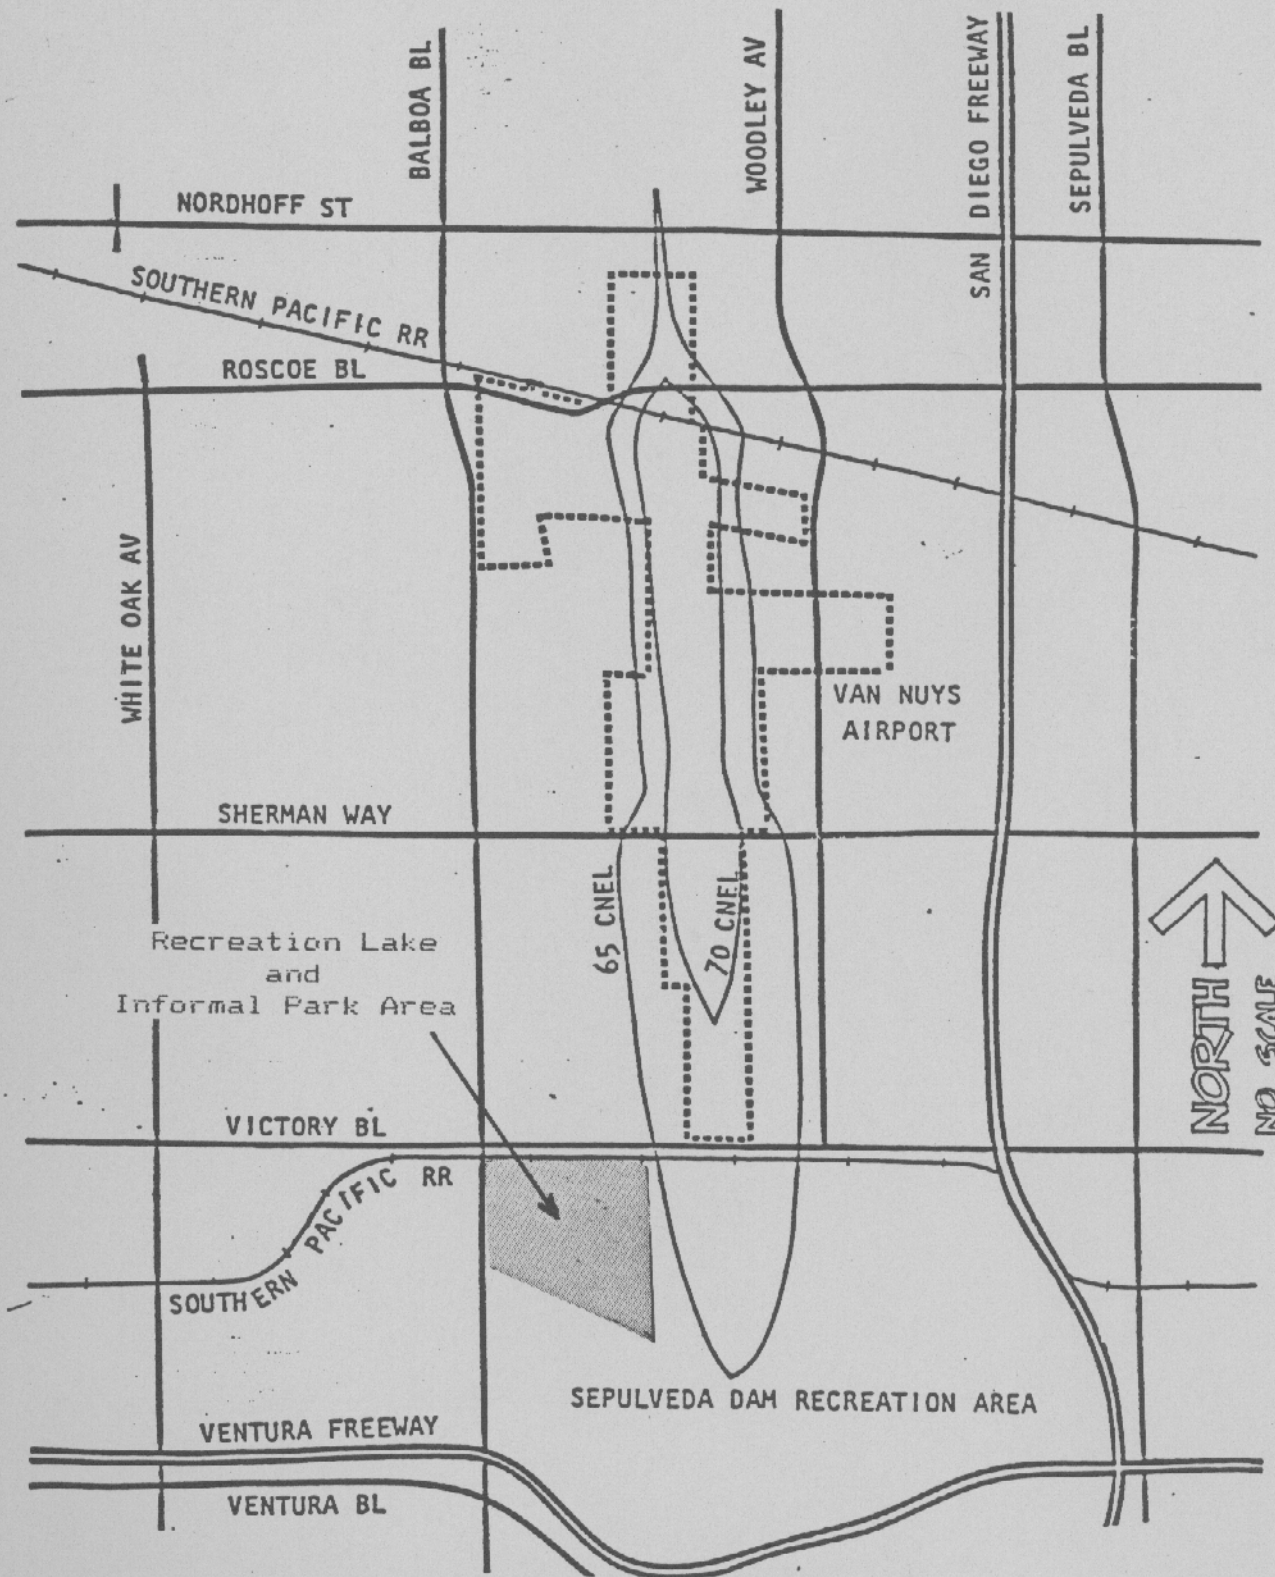 BALBOA BL
WOODLEY AV
SAN DIEGO FREEWAY
SEPULVEDA BL
NORDHOFF ST
SOUTHERN PACIFIC RR
ROSCOE BL
WHITE OAK AV
VAN NUYS
AIRPORT
SHERMAN WAY
65 CNEL
70 CNEL
Recreation Lake
and
Informal Park Area
NORTH
NO SCALE
VICTORY BL
SOUTHERN PACIFIC RR
SEPULVEDA DAM RECREATION AREA
VENTURA FREEWAY
VENTURA BL